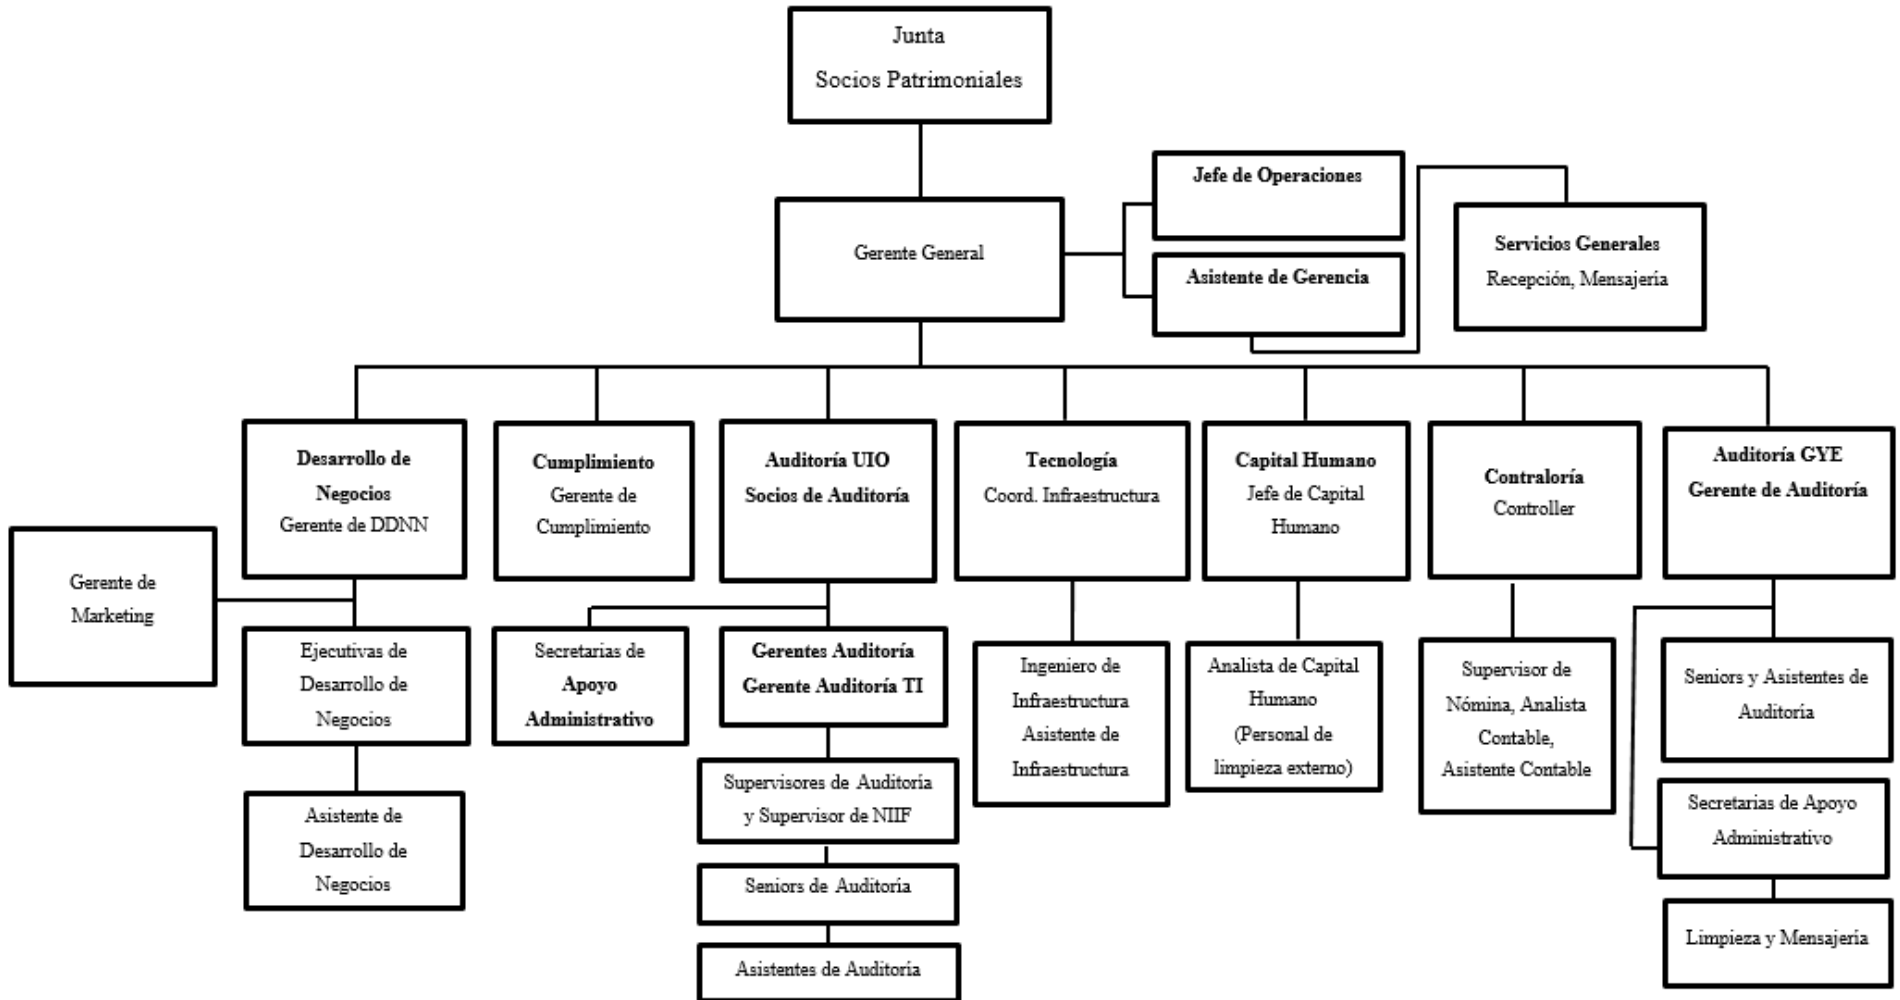 Junta
Socios Patrimoniales
Jefe de Operaciones
Gerente General
Asistente de Gerencia
Servicios Generales
Recepción, Mensajería
Desarrollo de
Negocios
Gerente de DDNN
Cumplimiento
Gerente de
Cumplimiento
Auditoría UIO
Socios de Auditoría
Tecnología
Coord. Infraestructura
Capital Humano
Jefe de Capital
Humano
Contraloría
Controller
Auditoría GYE
Gerente de Auditoría
Gerente de
Marketing
Ejecutivas de
Desarrollo de
Negocios
Secretarias de
Apoyo
Administrativo
Gerentes Auditoría
Gerente Auditoría TI
Ingeniero de
Infraestructura
Asistente de
Infraestructura
Analista de Capital
Humano
(Personal de
limpieza externo)
Supervisor de
Nómina, Analista
Contable,
Asistente Contable
Seniors y Asistentes de
Auditoría
Asistente de
Desarrollo de
Negocios
Supervisores de Auditoría
y Supervisor de NIIF
Secretarias de Apoyo
Administrativo
Seniors de Auditoría
Limpieza y Mensajería
Asistentes de Auditoría